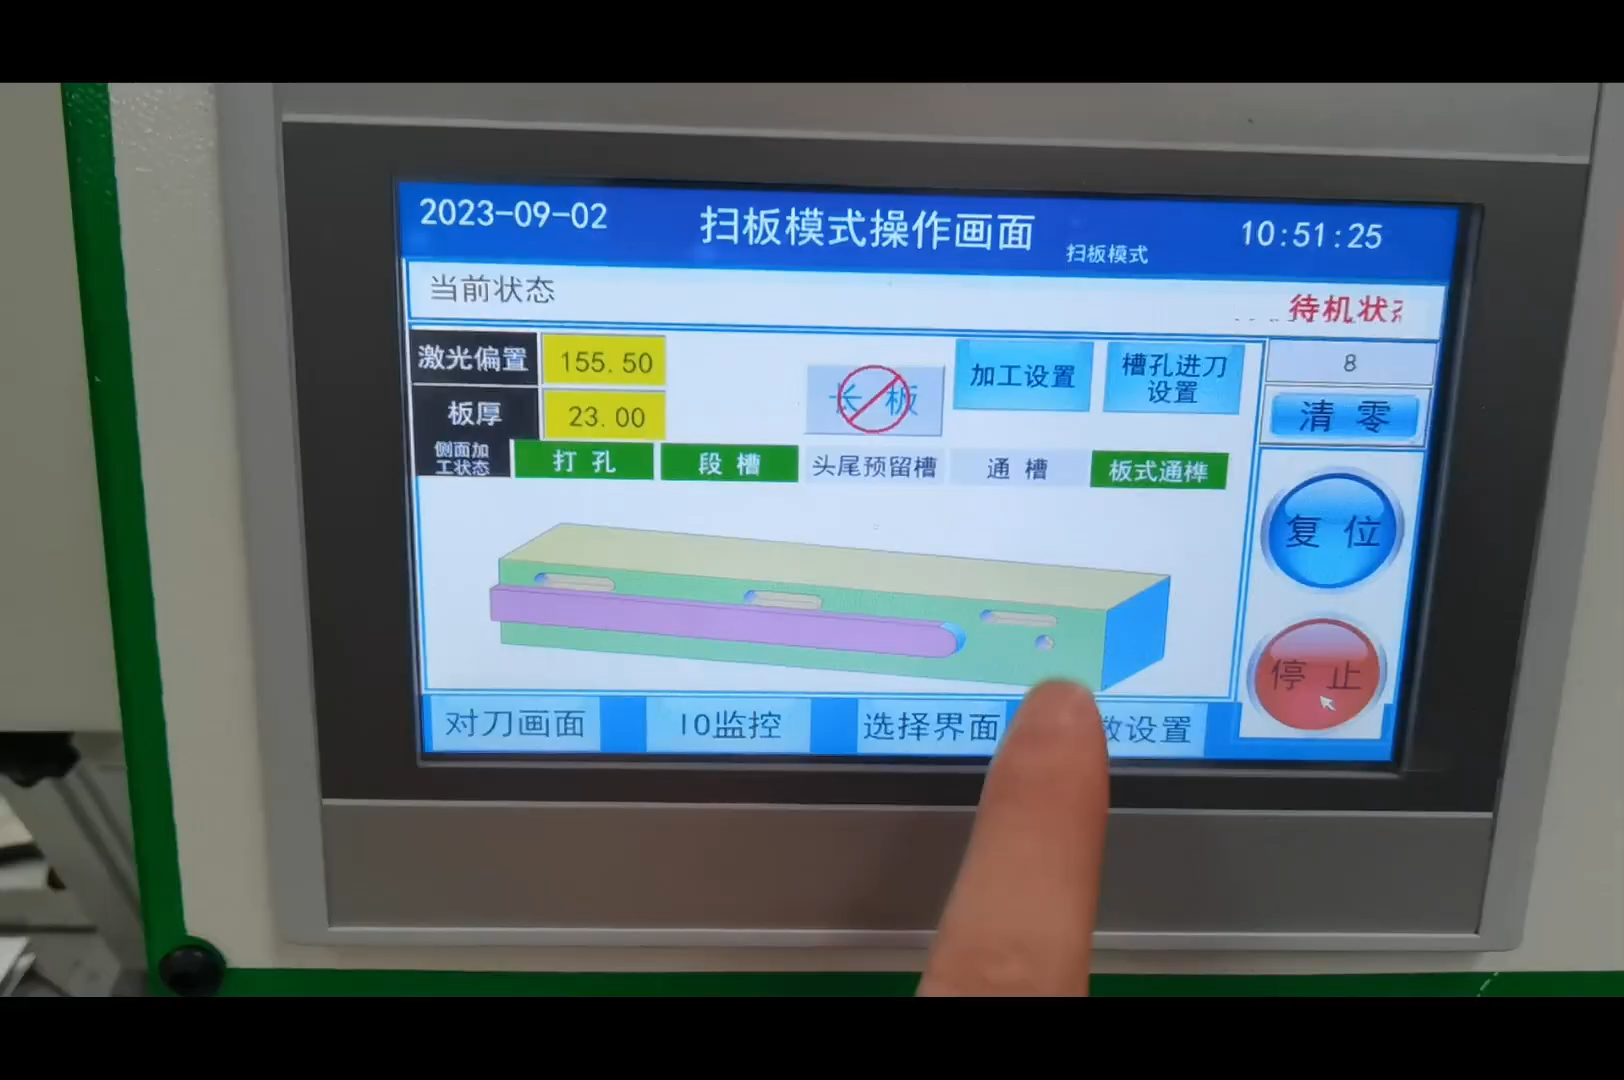 2023-09-02 扫板模式操作画面 扫板模式 10:51:25
当前状态 待机状
激光偏置 155.50
板厚 23.00
长 板
加工设置
槽孔进刀
设置
8
清 零
侧面加
工状态
打 孔 段 槽 头尾预留槽 通 槽 板式通榫
复 位
停 止
对刀画面 IO监控 选择界面 数设置